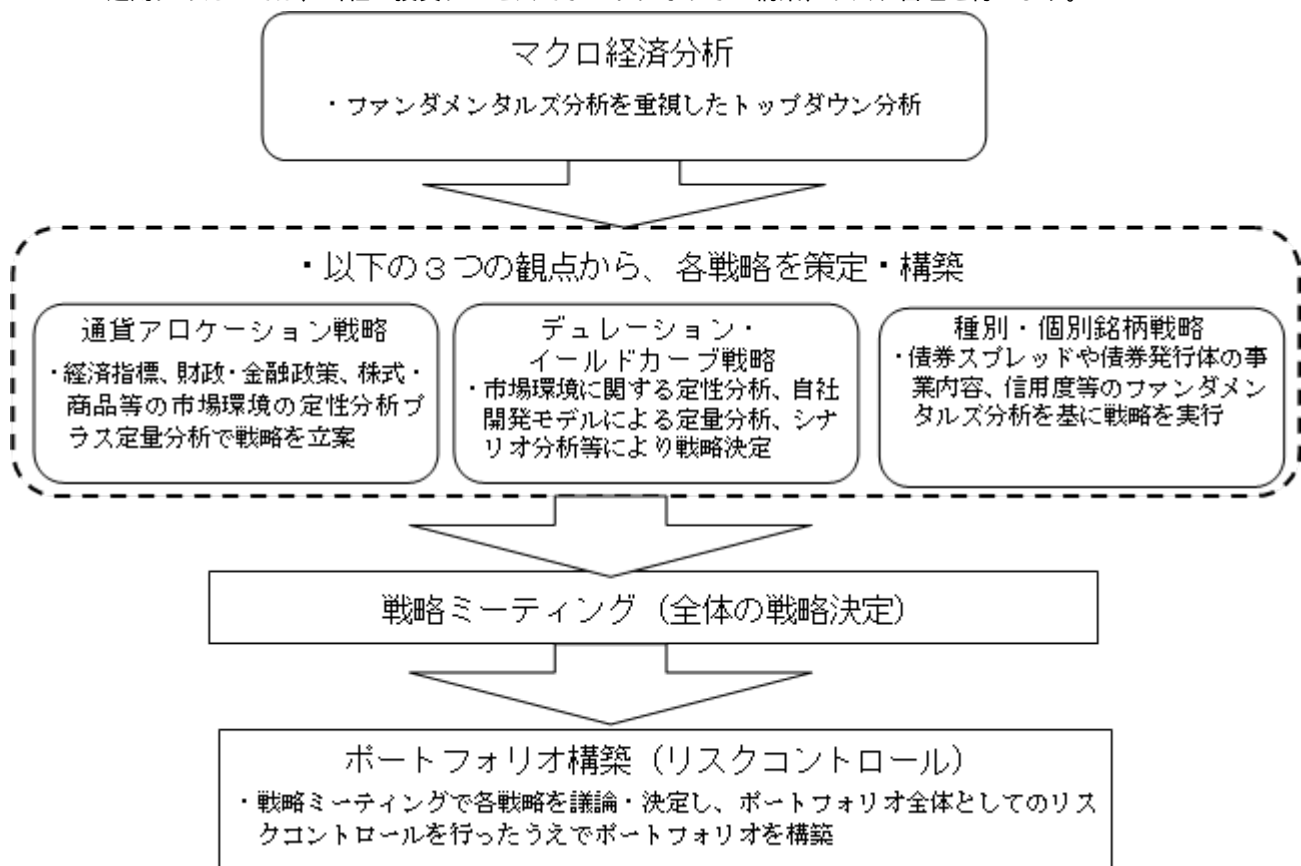 マクロ経済分析
・ファンダメンタルズ分析を重視したトップダウン分析
・以下の３つの観点から、各戦略を策定・構築
通貨アロケーション戦略
・経済指標、財政・金融政策、株式・
商品等の市場環境の定性分析プ
ラス定量分析で戦略を立案
デュレーション・
イールドカーブ戦略
・市場環境に関する定性分析、自社
開発モデルによる定量分析、シナ
リオ分析等により戦略決定
種別・個別銘柄戦略
・債券スプレッドや債券発行体の事
業内容、信用度等のファンダメン
タルズ分析を基に戦略を実行
戦略ミーティング（全体の戦略決定）
ポートフォリオ構築（リスクコントロール）
・戦略ミーティングで各戦略を議論・決定し、ポートフォリオ全体としてのリス
クコントロールを行ったうえでポートフォリオを構築